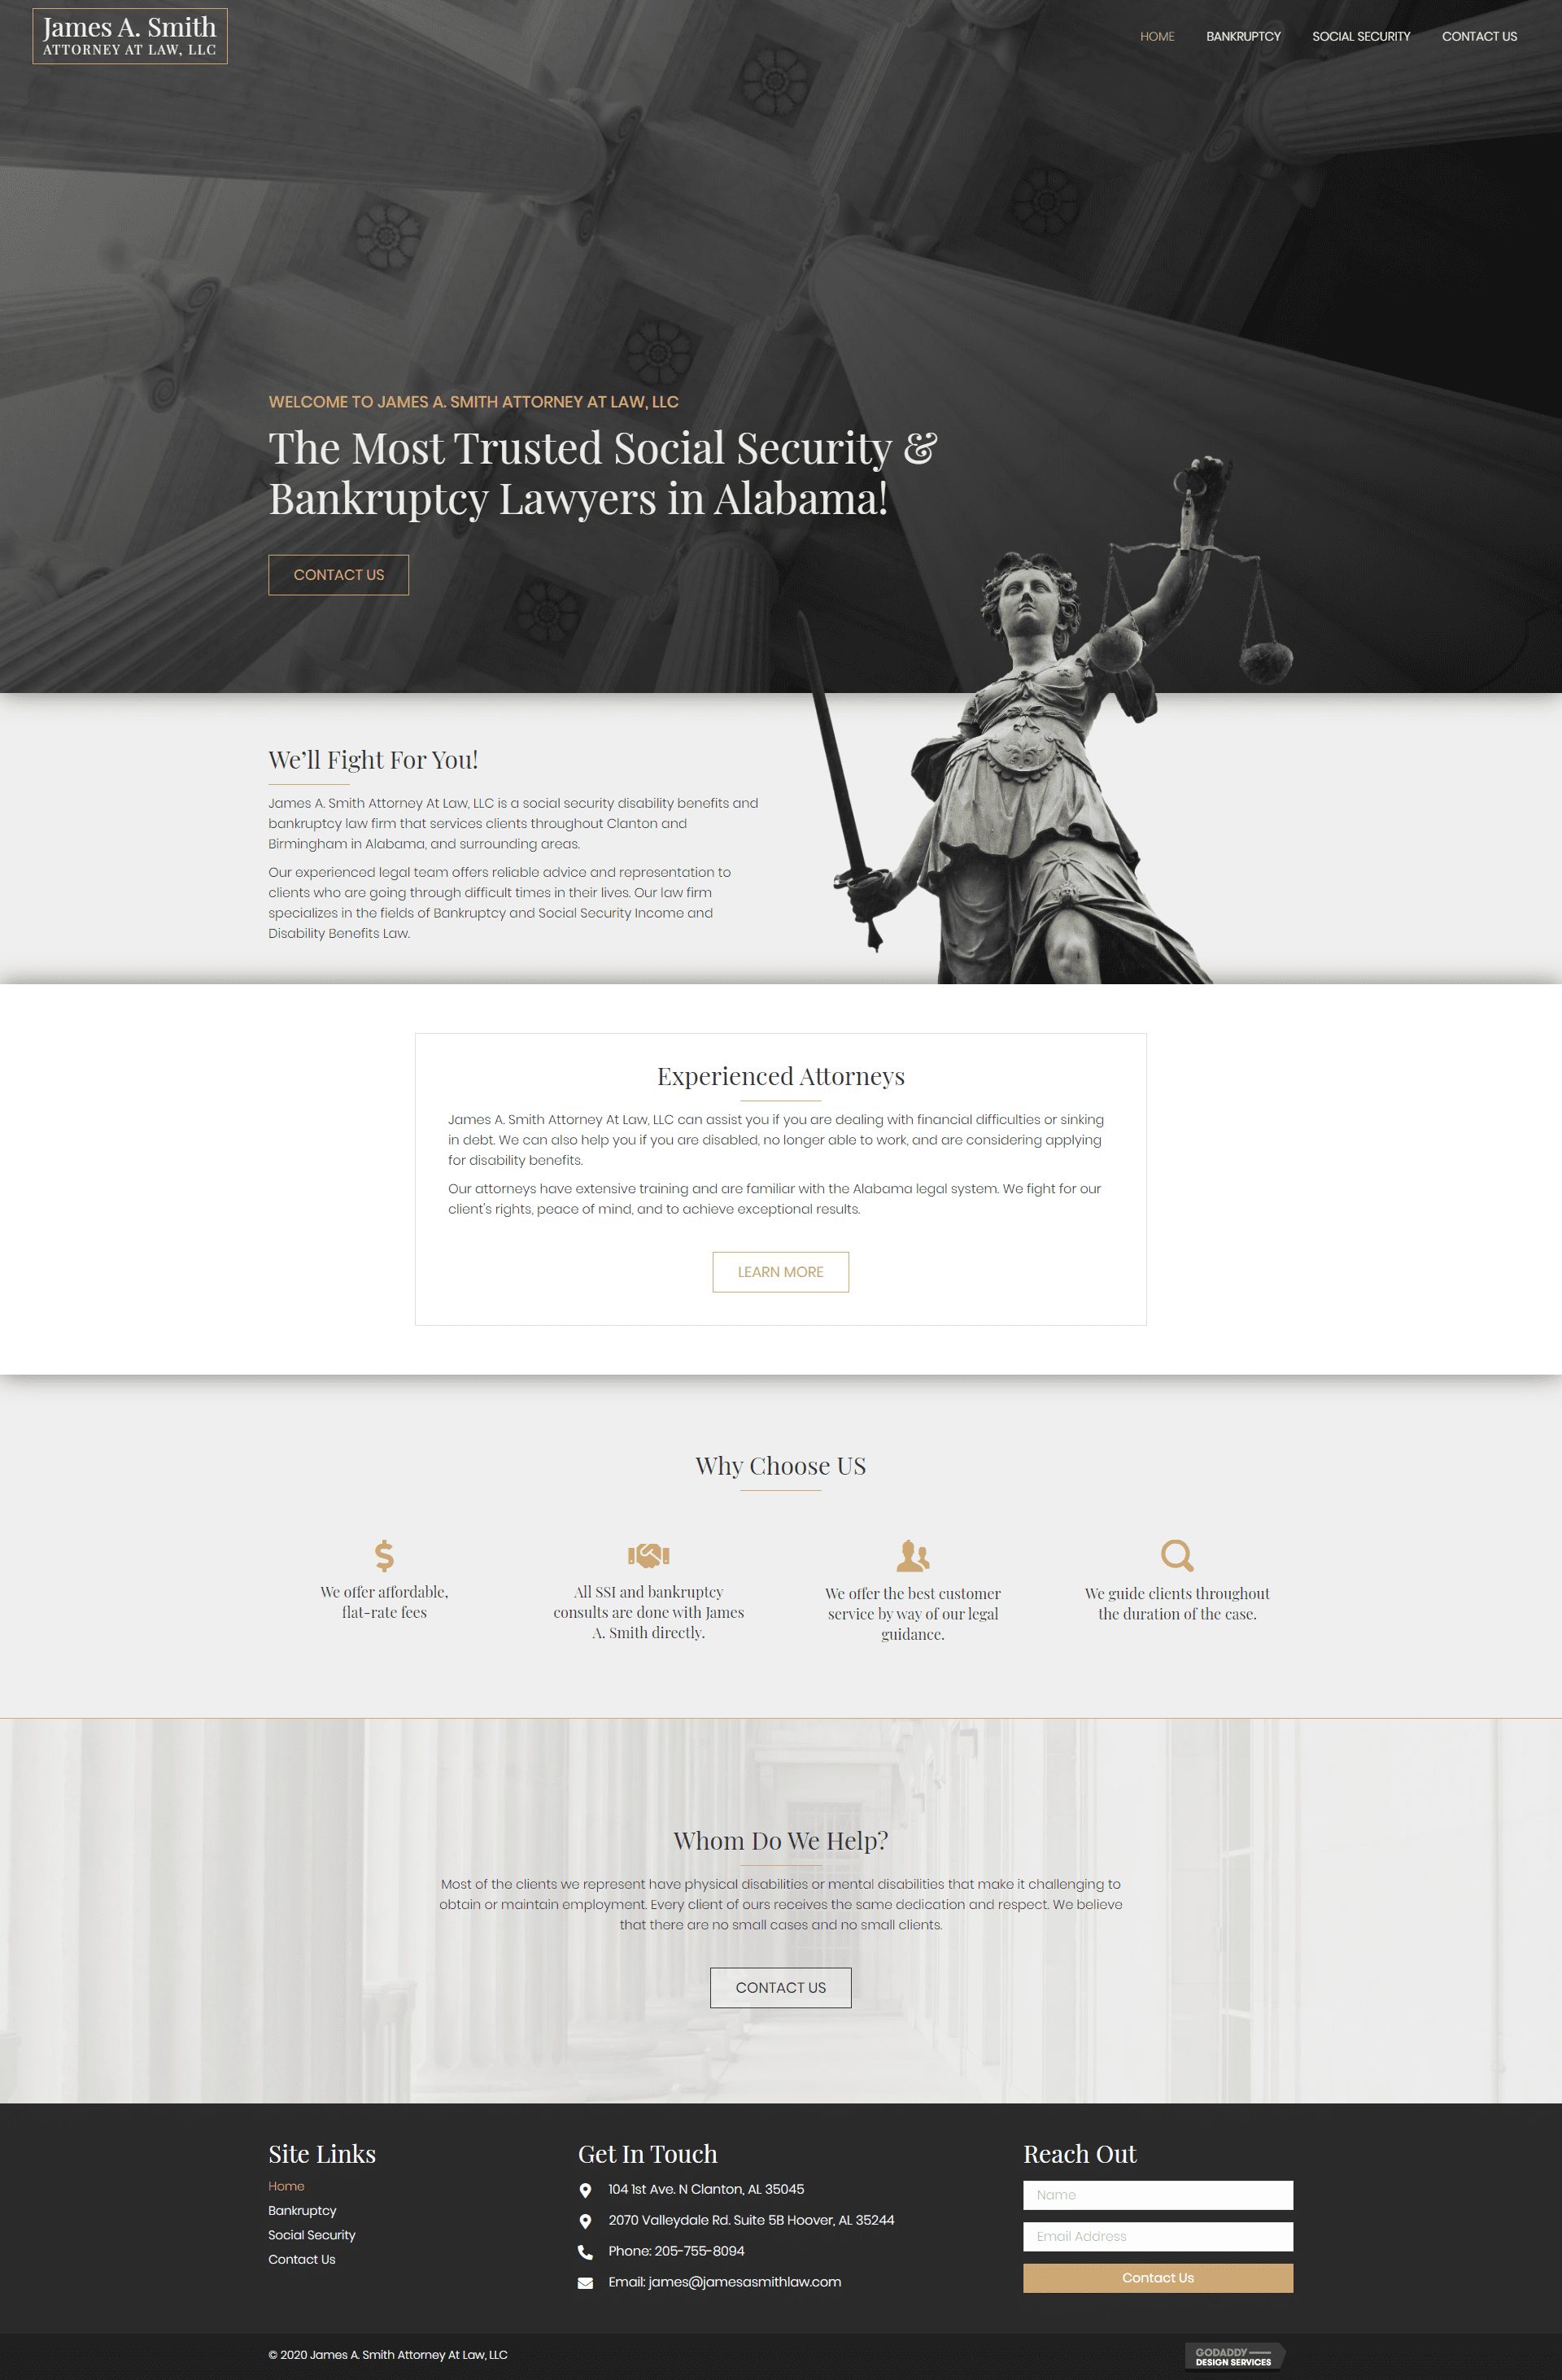 James A. Smith
ATTORNEY AT LAW, LLC
HOME
BANKRUPTCY
SOCIAL SECURITY
CONTACT US
WELCOME TO JAMES A. SMITH ATTORNEY AT LAW, LLC
The Most Trusted Social Security &
Bankruptcy Lawyers in Alabama!
CONTACT US
We'll Fight For You!
James A. Smith Attorney At Law, LLC is a social security disability benefits and
bankruptcy law firm that services clients throughout Clanton and
Birmingham in Alabama, and surrounding areas.
Our experienced legal team offers reliable advice and representation to
clients who are going through difficult times in their lives. Our law firm
specializes in the fields of Bankruptcy and Social Security Income and
Disability Benefits Law.
Experienced Attorneys
James A. Smith Attorney At Law, LLC can assist you if you are dealing with financial difficulties or sinking
in debt. We can also help you if you are disabled, no longer able to work, and are considering applying
for disability benefits.
Our attorneys have extensive training and are familiar with the Alabama legal system. We fight for our
client's rights, peace of mind, and to achieve exceptional results.
LEARN MORE
Why Choose US
We offer affordable,
flat-rate fees
All SSI and bankruptcy
consults are done with James
A. Smith directly.
We offer the best customer
service by way of our legal
guidance.
We guide clients throughout
the duration of the case.
Whom Do We Help?
Most of the clients we represent have physical disabilities or mental disabilities that make it challenging to
obtain or maintain employment. Every client of ours receives the same dedication and respect. We believe
that there are no small cases and no small clients.
CONTACT US
Site Links
Home
Bankruptcy
Social Security
Contact Us
Get In Touch
104 1st Ave. N Clanton, AL 35045
2070 Valleydale Rd. Suite 5B Hoover, AL 35244
Phone: 205-755-8094
Email: james@jamesasmithlaw.com
Reach Out
Name
Email Address
Contact Us
© 2020 James A. Smith Attorney At Law, LLC
GODADDY
DESIGN SERVICES